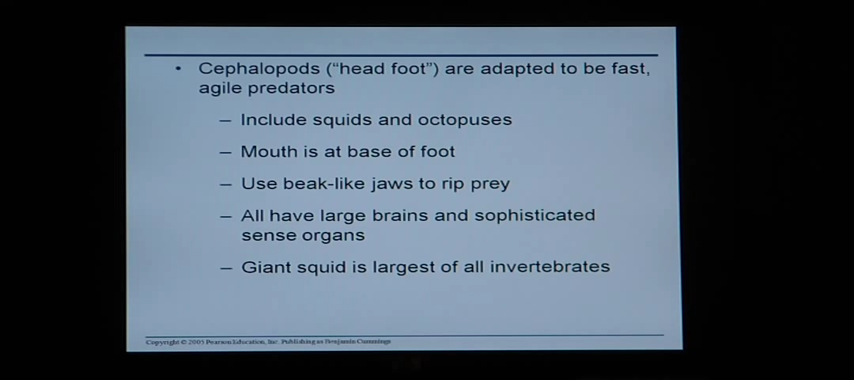 • Cephalopods (“head foot”) are adapted to be fast,
agile predators
– Include squids and octopuses
– Mouth is at base of foot
– Use beak-like jaws to rip prey
– All have large brains and sophisticated
sense organs
– Giant squid is largest of all invertebrates
Copyright © 2005 Pearson Education, Inc. Publishing as Benjamin Cummings